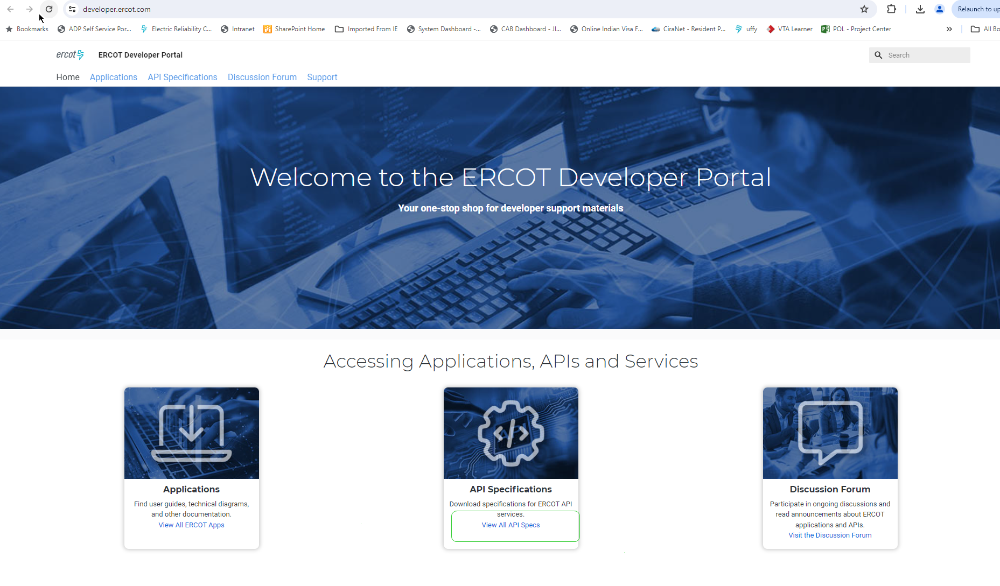 developer.ercot.com
Relaunch to up
Bookmarks
ADP Self Service Por...
Electric Reliability C...
Intranet
SharePoint Home
Imported From IE
System Dashboard -...
CAB Dashboard - JI...
Online Indian Visa F...
CiraNet - Resident P...
uffy
VTA Learner
POL - Project Center
All Bo
ercot
ERCOT Developer Portal
Search
Home Applications API Specifications Discussion Forum Support
Welcome to the ERCOT Developer Portal
Your one-stop shop for developer support materials
Accessing Applications, APIs and Services
Applications
Find user guides, technical diagrams,
and other documentation.
View All ERCOT Apps
API Specifications
Download specifications for ERCOT API
services.
View All API Specs
Discussion Forum
Participate in ongoing discussions and
read announcements about ERCOT
applications and APIs.
Visit the Discussion Forum